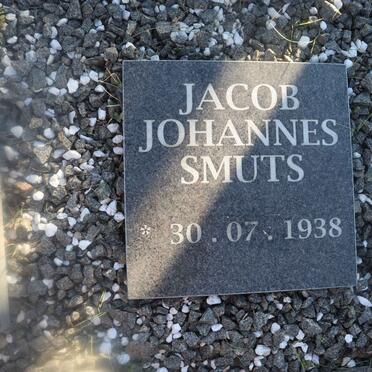 JACOB
JOHANNES
SMUTS
* 30 . 07 . 1938